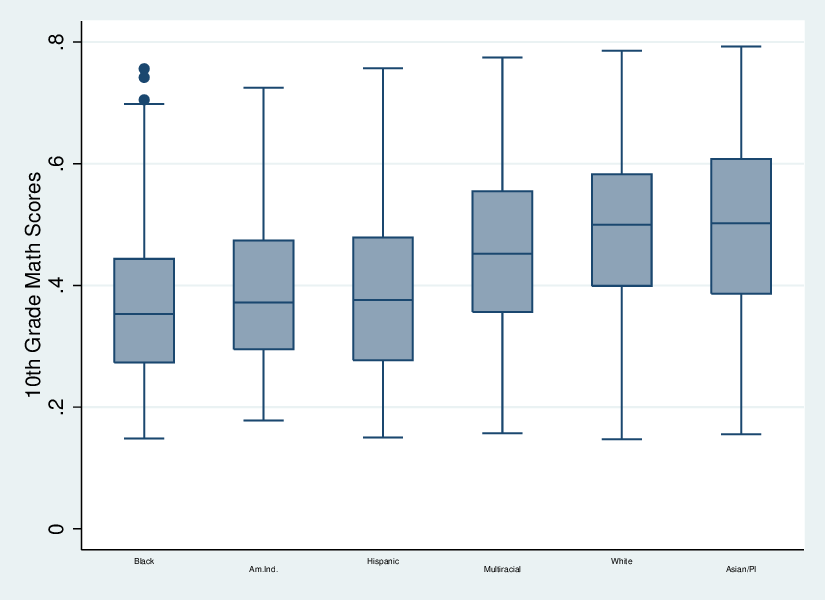 10th Grade Math Scores
.8
.6
.4
.2
0
Black
Am.Ind.
Hispanic
Multiracial
White
Asian/PI